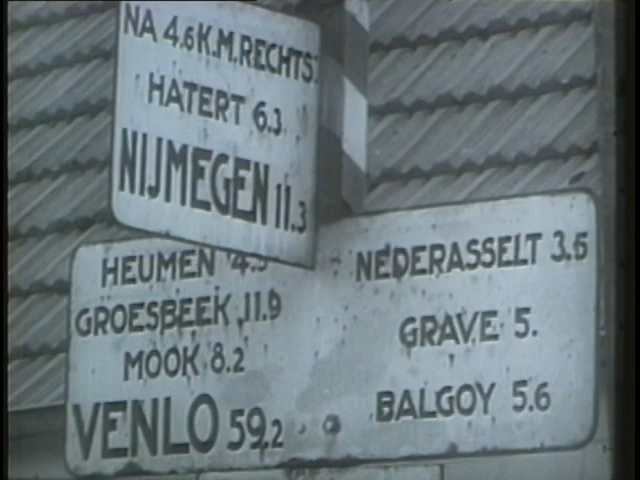 NA 4.6 K.M. RECHTS
HATERT 6.3
NIJMEGEN 11.3
HEUMEN
GROESBEEK 11.9
MOOK 8.2
VENLO 59.2
NEDERASSELT 3.5
GRAVE 5.
BALGOY 5.6